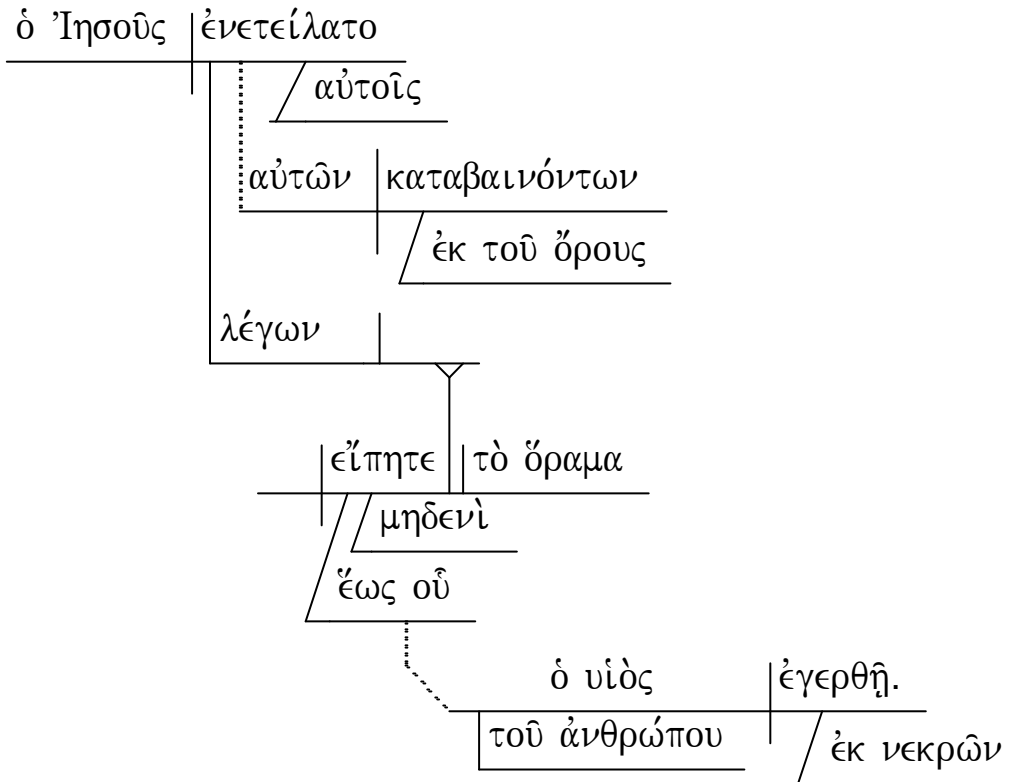 ὁ Ἰησοῦς ἐνετείλατο
αὐτοῖς
αὐτῶν καταβαινόντων
ἐκ τοῦ ὄρους
λέγων
εἴπητε τὸ ὅραμα
μηδενὶ
ἕως οὗ
ὁ υἱὸς ἐγερθῇ.
τοῦ ἀνθρώπου
ἐκ νεκρῶν